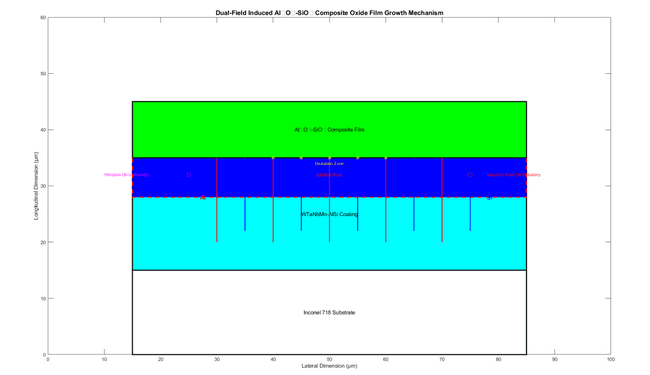 Dual-Field Induced Al□O□-SiO□ Composite Oxide Film Growth Mechanism
60
50
40
30
20
10
0
Longitudinal Dimension (μm)
Al□O□-SiO□ Composite Film
Oxidation Zone
WTaNbMo-AlSi Coating
Inconel 718 Substrate
0
10
20
30
40
50
60
70
80
90
100
Lateral Dimension (μm)